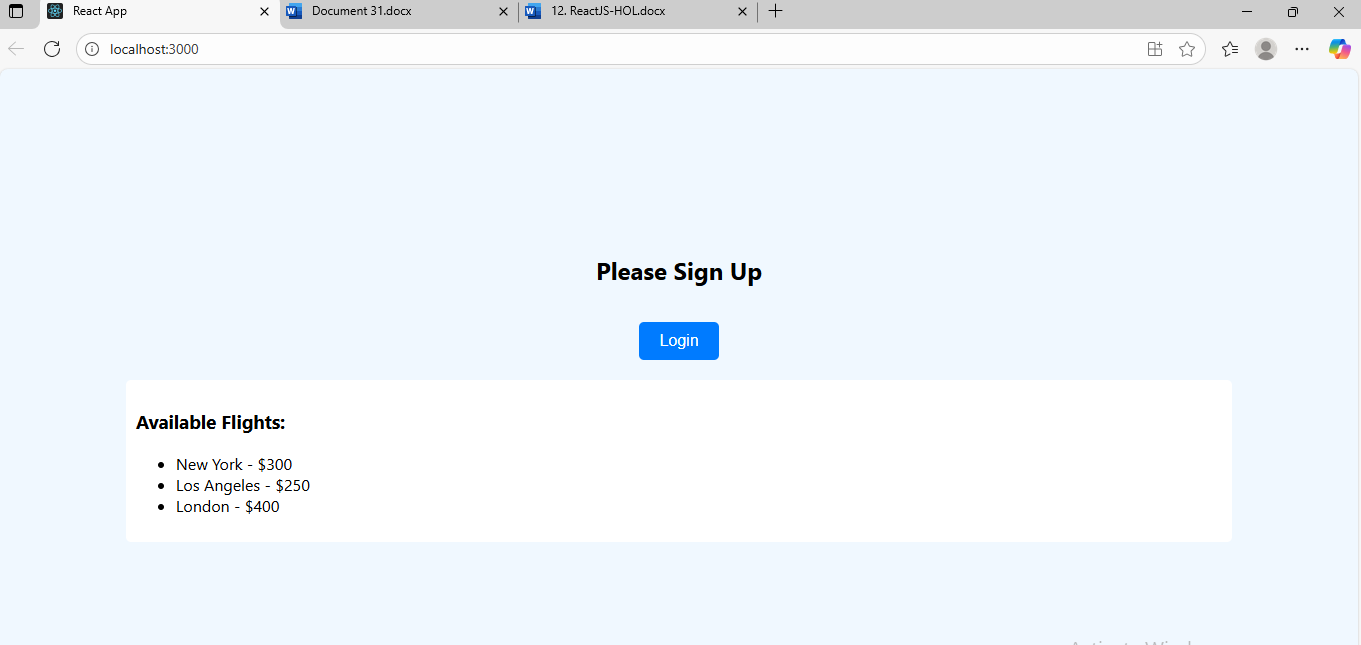 React App
Document 31.docx
12. ReactJS-HOL.docx
localhost:3000
Please Sign Up
Login
Available Flights:
New York - $300
Los Angeles - $250
London - $400